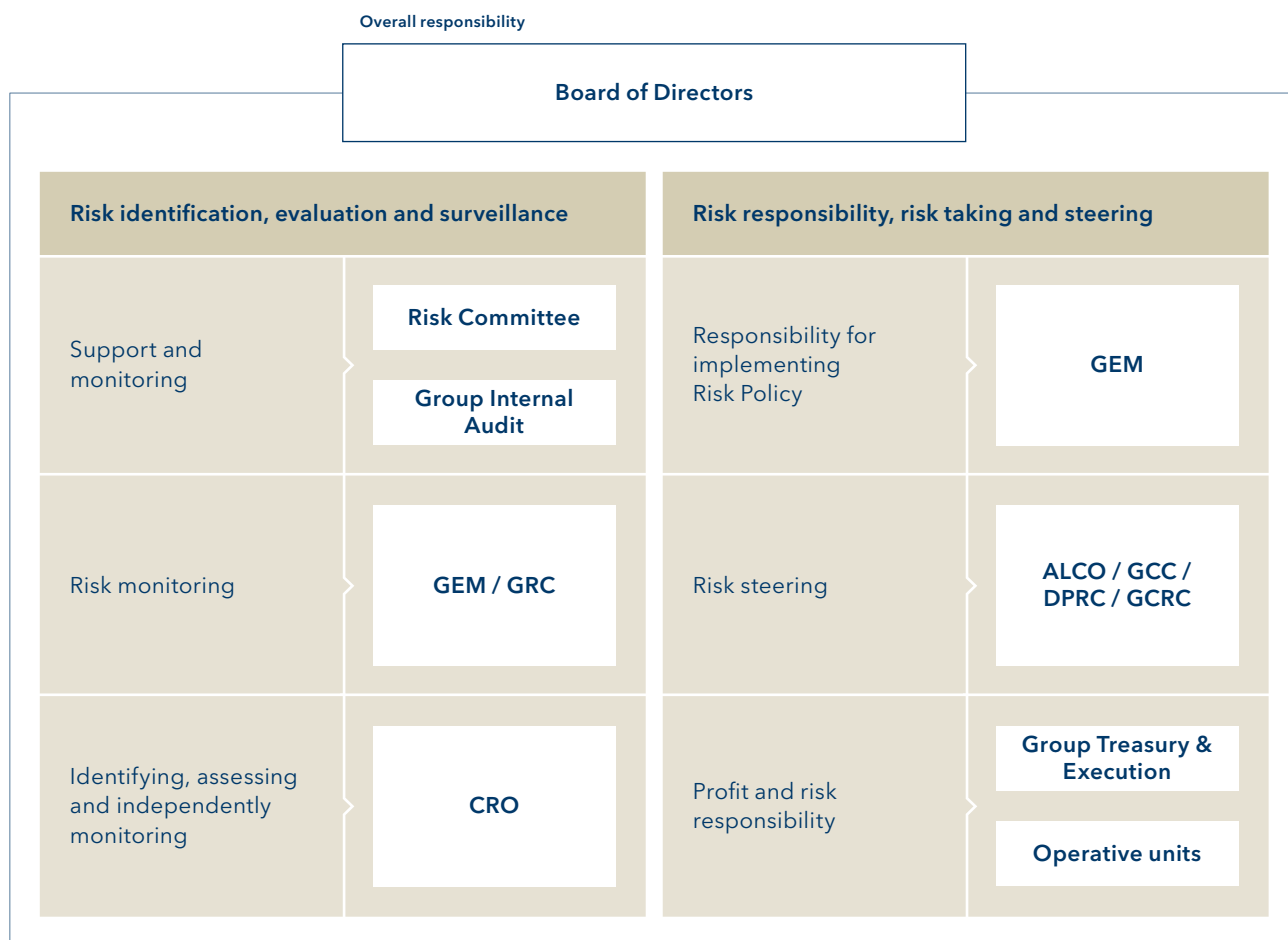 Overall responsibility
Board of Directors
Risk identification, evaluation and surveillance
Support and
monitoring
Risk Committee
Group Internal
Audit
Risk monitoring
GEM / GRC
Identifying, assessing
and independently
monitoring
CRO
Risk responsibility, risk taking and steering
Responsibility for
implementing
Risk Policy
GEM
Risk steering
ALCO / GCC /
DPRC / GCRC
Profit and risk
responsibility
Group Treasury &
Execution
Operative units